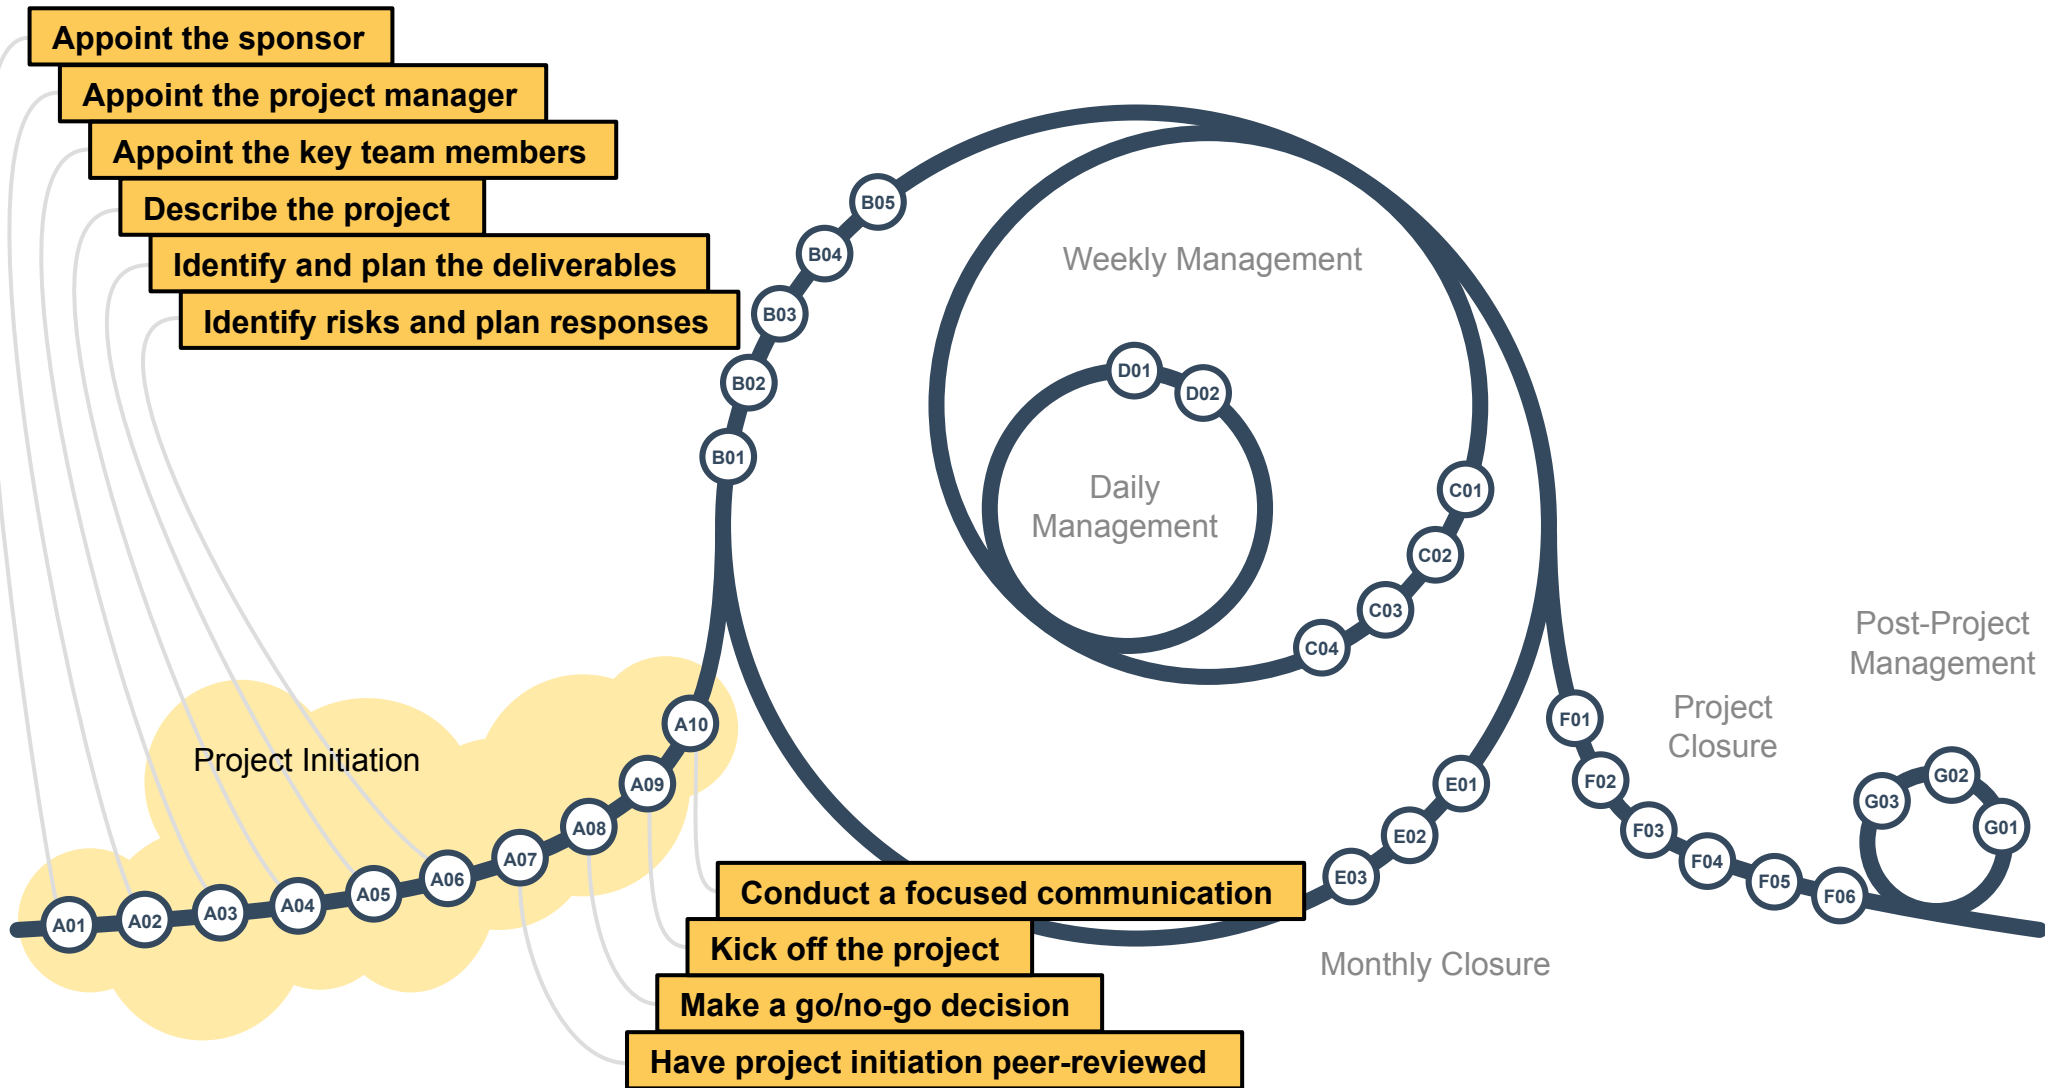 Appoint the sponsor
Appoint the project manager
Appoint the key team members
Describe the project
Identify and plan the deliverables
Identify risks and plan responses
B05
B04
B03
B02
B01
Weekly Management
D01
D02
Daily
Management
C01
C02
C03
C04
Project Initiation
A01
A02
A03
A04
A05
A06
A07
A08
A09
A10
Conduct a focused communication
Kick off the project
Make a go/no-go decision
Have project initiation peer-reviewed
E01
E02
E03
Monthly Closure
F01
F02
F03
F04
F05
F06
Project
Closure
Post-Project
Management
G03
G02
G01